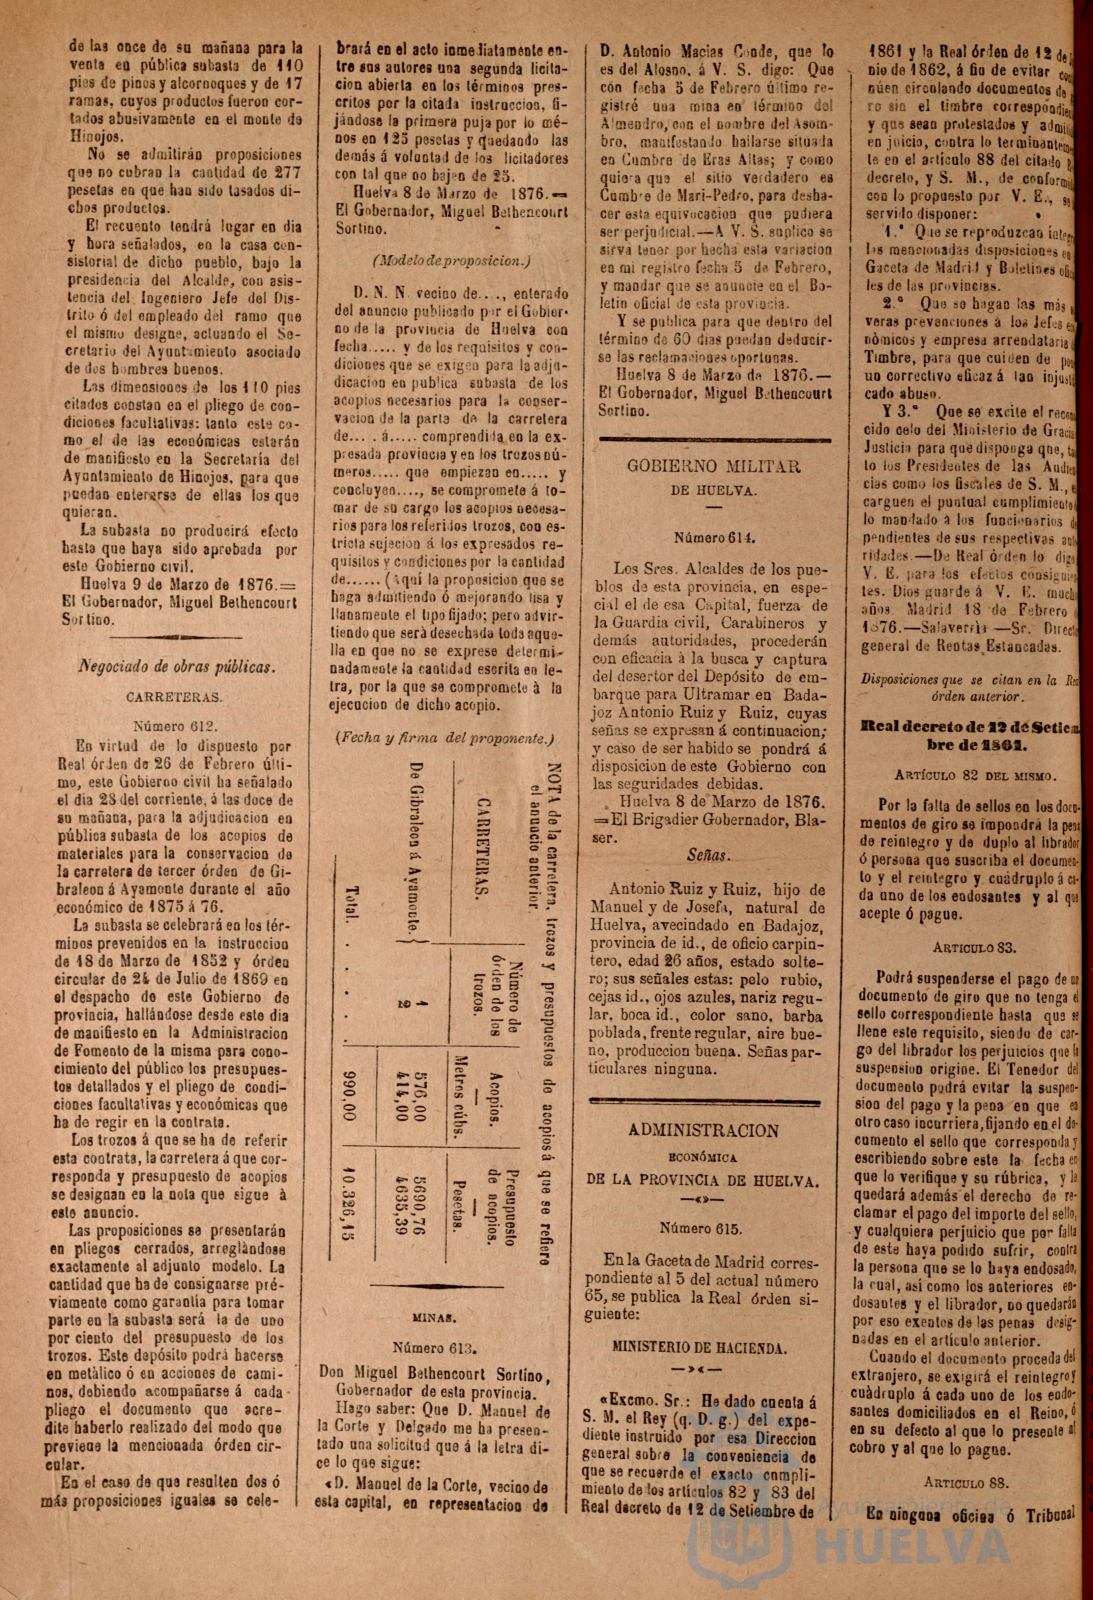 de las once de su mañana para la
venta en pública subasta de 110
piés de pinos y alcornoques y de 17
ramas, cuyos productos fueron cor-
tados abusivamente en el monte de
Hinojos.
No se admitirán proposiciones
que no cubran la cantidad de 277
pesetas en que han sido tasados di-
chos productos.
El recuento tendrá lugar en dia
y hora señalados, en la casa con-
sistorial de dicho pueblo, bajo la
presidencia del Alcalde, con asis-
tencia del Ingeniero Jefe del Dis-
trito ó del empleado del ramo que
el mismo designe, actuando el Se-
cretario del Ayuntamiento asociado
de dos hombres buenos.
Las dimensiones de los 110 piés
citados constan en el pliego de con-
diciones facultativas: tanto este co-
mo el de las económicas estarán
de manifiesto en la Secretaría del
Ayuntamiento de Hinojos, para que
puedan enterarse de ellas los que
quieran.
La subasta no producirá efecto
hasta que haya sido aprobada por
este Gobierno civil.
Huelva 9 de Marzo de 1876.=
El Gobernador, Miguel Bethencourt
Sortino.
Negociado de obras públicas.
CARRETERAS.
Número 612.
En virtud de lo dispuesto por
Real órden de 26 de Febrero últi-
mo, este Gobierno civil ha señalado
el dia 28 del corriente, á las doce de
su mañana, para la adjudicacion en
pública subasta de los acopios de
materiales para la conservacion de
la carretera de tercer órden de Gi-
braleon á Ayamonte durante el año
económico de 1875 á 76.
La subasta se celebrará en los tér-
minos prevenidos en la instruccion
de 18 de Marzo de 1852 y órden
circular de 24 de Julio de 1869 en
el despacho de este Gobierno de
provincia, hallándose desde este dia
de manifiesto en la Administracion
de Fomento de la misma para cono-
cimiento del público los presupues-
tos detallados y el pliego de condi-
ciones facultativas y económicas que
ha de regir en la contrata.
Los trozos á que se ha de referir
esta contrata, la carretera á que cor-
responda y presupuesto de acopios
se designan en la nota que sigue á
este anuncio.
Las proposiciones se presentarán
en pliegos cerrados, arreglándose
exactamente al adjunto modelo. La
cantidad que ha de consignarse pré-
viamente como garantía para tomar
parte en la subasta será la de uno
por ciento del presupuesto de los
trozos. Este depósito podrá hacerse
en metálico ó en acciones de cami-
nos, debiendo acompañarse á cada
pliego el documento que acre-
dite haberlo realizado del modo que
previene la mencionada órden cir-
cular.
En el caso de que resulten dos ó
más proposiciones iguales se cele-
brará en el acto inmediatamente en-
tre sus autores una segunda licita-
cion abierta en los términos pres-
critos por la citada instruccion, fi-
jándose la primera puja por lo mé-
nos en 125 pesetas y quedando las
demás á voluntad de los licitadores
con tal que no bajen de 25.
Huelva 8 de Marzo de 1876.=
El Gobernador, Miguel Bethencourt
Sortino.
(Modelo de proposicion.)
D. N. N. vecino de...., enterado
del anuncio publicado por el Gobier-
no de la provincia de Huelva con
fecha..... y de los requisitos y con-
diciones que se exigen para la adju-
dicacion en publica subasta de los
acopios necesarios para la conser-
vacion de la parte de la carretera
de.... á..... comprendida en la ex-
presada provincia y en los trozos nú-
meros..... que empiezan en..... y
concluyen...., se compromete á to-
mar de su cargo los acopios necesa-
rios para los referidos trozos, con es-
tricta sujecion á los expresados re-
quisitos y condiciones por la cantidad
de...... (Aquí la proposicion que se
haga admitiendo ó mejorando lisa y
llanamente el tipo fijado; pero advir-
tiendo que será desechada toda aque-
lla en que no se exprese determi-
nadamente la cantidad escrita en le-
tra, por la que se compromete á la
ejecucion de dicho acopio.
(Fecha y firma del proponente.)
NOTA de la carretera, trozos y presupuestos de acopios á que se refiere
el anuncio anterior.
CARRETERAS.
Número de
órden de los
trozos.
Acopios.
—
Metros cúbs.
Presupuesto
de acopios.
—
Pesetas.
De Gibraleon á Ayamonte.
1 576,00 5690,76
2 414,00 4635,39
Total. . . . . 990,00 10.326,15
MINAS.
Número 613.
Don Miguel Bethencourt Sortino,
Gobernador de esta provincia.
Hago saber: Que D. Manuel de
la Corte y Delgado me ha presen-
tado una solicitud que á la letra di-
ce lo que sigue:
«D. Manuel de la Corte, vecino de
esta capital, en representacion de
D. Antonio Macias Conde, que lo
es del Alosno, á V. S. digo: Que
con fecha 5 de Febrero último re-
gistré una mina en término del
Almendro, con el nombre del Asom-
bro, manifestando hallarse situada
en Cumbre de Eras Altas; y como
quiera que el sitio verdadero es
Cumbre de Mari-Pedro, para desha-
cer esta equivocacion que pudiera
ser perjudicial.—A V. S. suplico se
sirva tener por hecha esta variacion
en mi registro fecha 5 de Febrero,
y mandar que se anuncie en el Bo-
letin oficial de esta provincia.
Y se publica para que dentro del
término de 60 dias puedan deducir-
se las reclamaciones oportunas.
Huelva 8 de Marzo de 1876.—
El Gobernador, Miguel Bethencourt
Sortino.
GOBIERNO MILITAR
DE HUELVA.
Número 614.
Los Sres. Alcaldes de los pue-
blos de esta provincia, en espe-
cial el de esa Capital, fuerza de
la Guardia civil, Carabineros y
demás autoridades, procederán
con eficacia à la busca y captura
del desertor del Depósito de em-
barque para Ultramar en Bada-
joz Antonio Ruiz y Ruiz, cuyas
señas se expresan á continuacion;
y caso de ser habido se pondrá á
disposicion de este Gobierno con
las seguridades debidas.
Huelva 8 de Marzo de 1876.
=El Brigadier Gobernador, Bla-
ser.
Señas.
Antonio Ruiz y Ruiz, hijo de
Manuel y de Josefa, natural de
Huelva, avecindado en Badajoz,
provincia de id., de oficio carpin-
tero, edad 26 años, estado solte-
ro; sus señales estas: pelo rubio,
cejas id., ojos azules, nariz regu-
lar, boca id., color sano, barba
poblada, frente regular, aire bue-
no, produccion buena. Señas par-
ticulares ninguna.
ADMINISTRACION
ECONÓMICA
DE LA PROVINCIA DE HUELVA.
—«»—
Número 615.
En la Gaceta de Madrid corres-
pondiente al 5 del actual número
65, se publica la Real órden si-
guiente:
MINISTERIO DE HACIENDA.
—»«—
«Excmo. Sr.: He dado cuenta á
S. M. el Rey (q. D. g.) del expe-
diente instruido por esa Direccion
general sobre la conveniencia de
que se recuerde el exacto cumpli-
miento de los artículos 82 y 83 del
Real decreto de 12 de Setiembre de
1861 y la Real órden de 12 de
nio de 1862, á fin de evitar
núen circulando documentos de
ro sin el timbre correspondie
y que sean protestados y admi
en juicio, contra lo terminantem
te en el artículo 88 del citado
decreto, y S. M., de conformi
con lo propuesto por V. E., se
servido disponer:
1.º Que se reproduzcan integ
las mencionadas disposiciones en
Gaceta de Madrid y Boletines ofi
les de las provincias.
2.º Que se hagan las más
veras prevenciones á los Jefes e
nómicos y empresa arrendataria
Timbre, para que cuiden de pon
un correctivo eficaz á tan injusti
cado abuso.
Y 3.º Que se excite el recono
cido celo del Ministerio de Gracia
Justicia para que disponga que, tan
to los Presidentes de las Audien
cias como los fiscales de S. M., e
carguen el puntual cumplimiento
lo mandado á los funcionarios
pendientes de sus respectivas auto
ridades.—De Real órden lo digo
V. E. para los efectos consiguien
tes. Dios guarde á V. E. muchos
años. Madrid 18 de Febrero
1876.—Salaverría—Sr. Directo
general de Rentas Estancadas.
Disposiciones que se citan en la Real
órden anterior.
Real decreto de 12 de Setiem-
bre de 1861.
ARTÍCULO 82 DEL MISMO.
Por la falta de sellos en los docu-
mentos de giro se impondrá la pena
de reintegro y de duplo al librador
ó persona que suscriba el documen-
to y el reintegro y cuádruplo á ca-
da uno de los endosantes y al que
acepte ó pague.
ARTICULO 83.
Podrá suspenderse el pago de un
documento de giro que no tenga el
sello correspondiente hasta que se
llene este requisito, siendo de car-
go del librador los perjuicios que la
suspension origine. El Tenedor del
documento podrá evitar la suspen-
sion del pago y la pena en que en
otro caso incurriera, fijando en el do-
cumento el sello que corresponda y
escribiendo sobre este la fecha en
que lo verifique y su rúbrica, y le
quedará además el derecho de re-
clamar el pago del importe del sello,
y cualquiera perjuicio que por falta
de este haya podido sufrir, contra
la persona que se lo haya endosado,
la cual, asi como los anteriores en-
dosantes y el librador, no quedarán
por eso exentos de las penas desig-
nadas en el artículo anterior.
Cuando el documento proceda del
extranjero, se exigirá el reintegro y
cuádruplo á cada uno de los endo-
santes domiciliados en el Reino, ó
en su defecto al que lo presente al
cobro y al que lo pague.
ARTICULO 88.
En ninguna oficina ó Tribunal
Ayuntamiento de
HUELVA